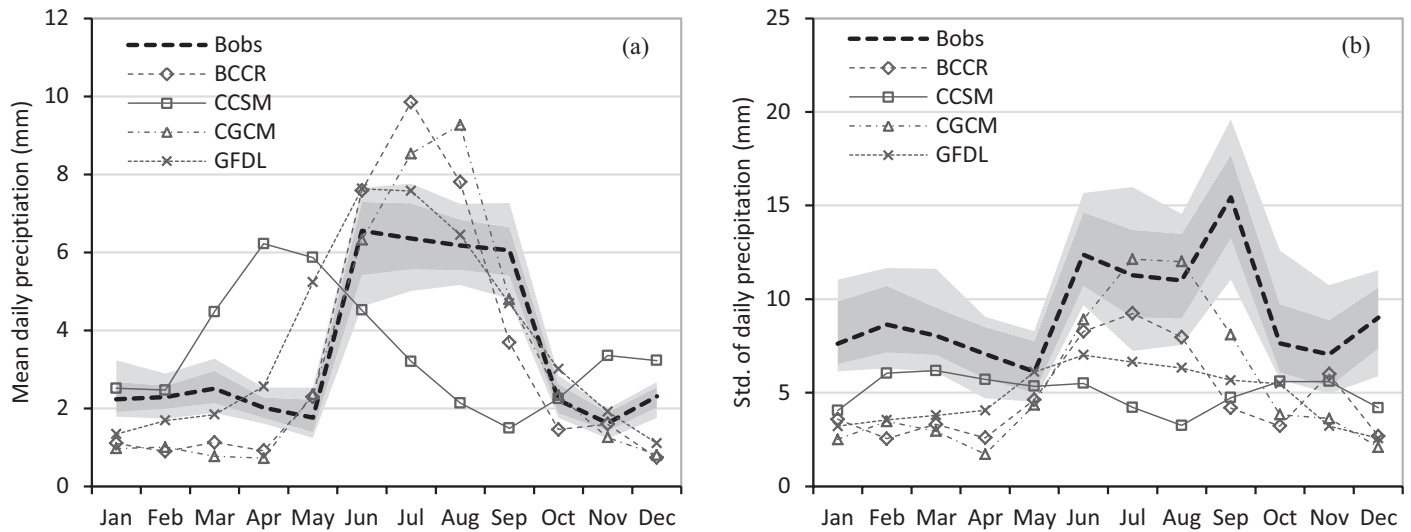 Mean daily precipitiation (mm)
12
10
8
6
4
2
0
Bobs
BCCR
CCSM
CGCM
GFDL
(a)
Jan Feb Mar Apr May Jun Jul Aug Sep Oct Nov Dec
Std. of daily precipitation (mm)
25
20
15
10
5
0
Bobs
BCCR
CCSM
CGCM
GFDL
(b)
Jan Feb Mar Apr May Jun Jul Aug Sep Oct Nov Dec